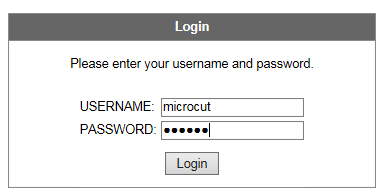 Login
Please enter your username and password.
USERNAME: microcut
PASSWORD: ●●●●●●
Login